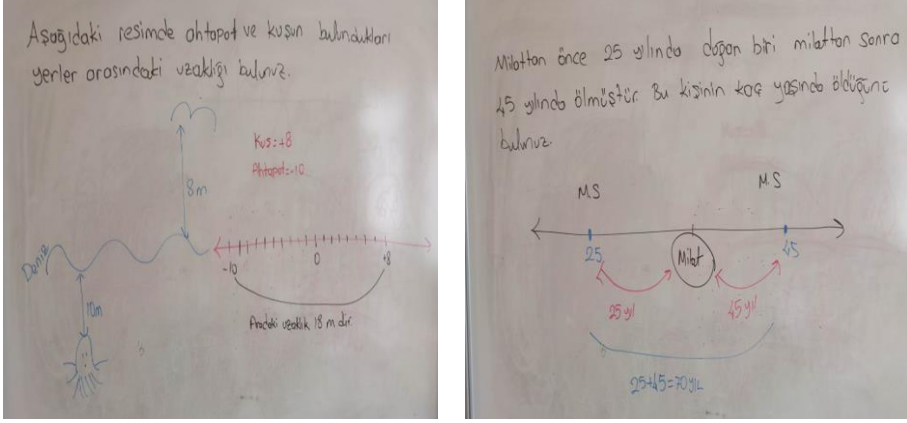 Aşağıdaki resimde ahtapot ve kuşun bulundukları
yerler arasındaki uzaklığı bulunuz.
Kuş=+8
Ahtapot=-10
8m
Deniz
-10
0
+8
10m
Aradaki uzaklık 18 m dir.
Milattan önce 25 yılında doğan biri milattan sonra
45 yılında ölmüştür. Bu kişinin kaç yaşında öldüğünü
bulunuz.
M.S
M.S
25
Milat
45
25 yıl
45 yıl
25+45=70 yıl